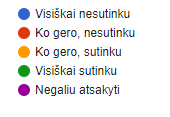 Visiškai nesutinku
Ko gero, nesutinku
Ko gero, sutinku
Visiškai sutinku
Negaliu atsakyti